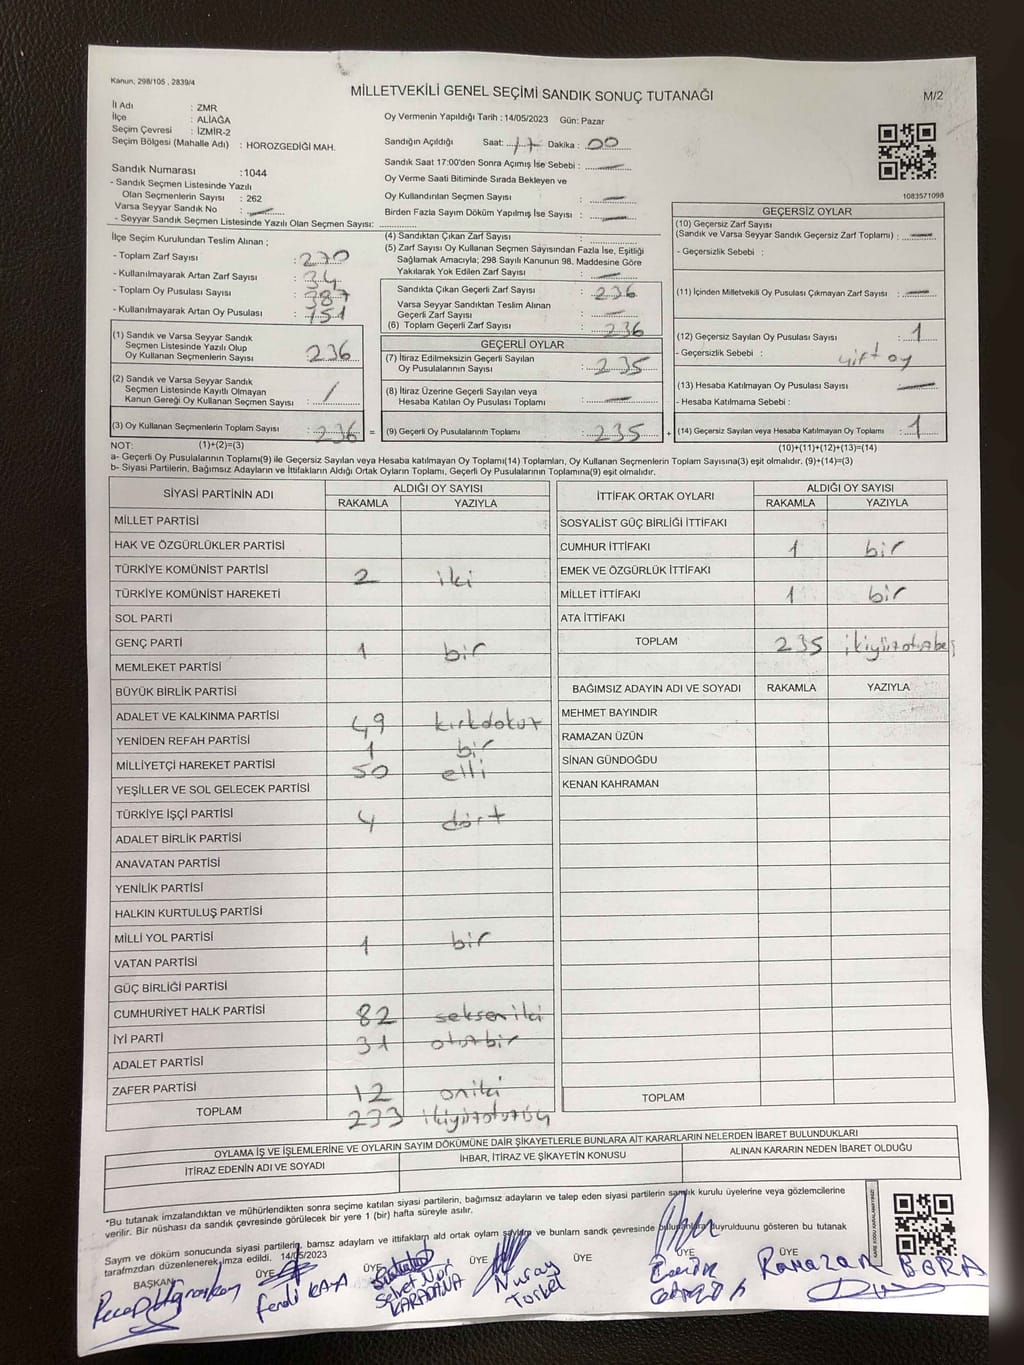 Kanun, 298/105 , 2839/4
MİLLETVEKİLİ GENEL SEÇİMİ SANDIK SONUÇ TUTANAĞI
M/2
İl Adı : ZMR
İlçe : ALİAĞA
Seçim Çevresi : İZMİR-2
Seçim Bölgesi (Mahalle Adı) : HOROZGEDİĞİ MAH.
Sandık Numarası :1044
- Sandık Seçmen Listesinde Yazılı
Olan Seçmenlerin Sayısı : 262
Varsa Seyyar Sandık No : —
- Seyyar Sandık Seçmen Listesinde Yazılı Olan Seçmen Sayısı:
Oy Vermenin Yapıldığı Tarih : 14/05/2023 Gün: Pazar
Sandığın Açıldığı Saat: 17 Dakika : 00
Sandık Saat 17:00'den Sonra Açımış İse Sebebi : —
Oy Verme Saati Bitiminde Sırada Bekleyen ve
Oy Kullandırılan Seçmen Sayısı : —
Birden Fazla Sayım Döküm Yapılmış İse Sayısı : —
1083571098
İlçe Seçim Kurulundan Teslim Alınan ;
- Toplam Zarf Sayısı : 270
- Kullanılmayarak Artan Zarf Sayısı : 34
- Toplam Oy Pusulası Sayısı : 387
- Kullanılmayarak Artan Oy Pusulası : 151
(1) Sandık ve Varsa Seyyar Sandık
Seçmen Listesinde Yazılı Olup
Oy Kullanan Seçmenlerin Sayısı : 236
(2) Sandık ve Varsa Seyyar Sandık
Seçmen Listesinde Kayıtlı Olmayan
Kanun Gereği Oy Kullanan Seçmen Sayısı : /
(3) Oy Kullanan Seçmenlerin Toplam Sayısı : 236 =
(4) Sandıktan Çıkan Zarf Sayısı :
(5) Zarf Sayısı Oy Kullanan Seçmen Sayısından Fazla İse, Eşitliği
Sağlamak Amacıyla; 298 Sayılı Kanunun 98. Maddesine Göre
Yakılarak Yok Edilen Zarf Sayısı : —
Sandıkta Çıkan Geçerli Zarf Sayısı : 236
Varsa Seyyar Sandıktan Teslim Alınan
Geçerli Zarf Sayısı : —
(6) Toplam Geçerli Zarf Sayısı : 236
GEÇERLİ OYLAR
(7) İtiraz Edilmeksizin Geçerli Sayılan
Oy Pusulalarının Sayısı : 235
(8) İtiraz Üzerine Geçerli Sayılan veya
Hesaba Katılan Oy Pusulası Toplamı : —
(9) Geçerli Oy Pusulalarının Toplamı : 235 +
GEÇERSİZ OYLAR
(10) Geçersiz Zarf Sayısı
(Sandık ve Varsa Seyyar Sandık Geçersiz Zarf Toplamı) : —
- Geçersizlik Sebebi :
(11) İçinden Milletvekili Oy Pusulası Çıkmayan Zarf Sayısı : —
(12) Geçersiz Sayılan Oy Pusulası Sayısı : 1
- Geçersizlik Sebebi : çift oy
(13) Hesaba Katılmayan Oy Pusulası Sayısı : —
- Hesaba Katılmama Sebebi :
(14) Geçersiz Sayılan veya Hesaba Katılmayan Oy Toplamı : 1
NOT: (1)+(2)=(3) (10)+(11)+(12)+(13)=(14)
a- Geçerli Oy Pusulalarının Toplamı(9) ile Geçersiz Sayılan veya Hesaba Katılmayan Oy Toplamı(14) Toplamları, Oy Kullanan Seçmenlerin Toplam Sayısına(3) eşit olmalıdır. (9)+(14)=(3)
b- Siyasi Partilerin, Bağımsız Adayların ve İttifakların Aldığı Ortak Oyların Toplamı, Geçerli Oy Pusulalarının Toplamına(9) eşit olmalıdır.
SİYASİ PARTİNİN ADI ALDIĞI OY SAYISI
RAKAMLA YAZIYLA
MİLLET PARTİSİ
HAK VE ÖZGÜRLÜKLER PARTİSİ
TÜRKİYE KOMÜNİST PARTİSİ 2 iki
TÜRKİYE KOMÜNİST HAREKETİ
SOL PARTİ
GENÇ PARTİ 1 bir
MEMLEKET PARTİSİ
BÜYÜK BİRLİK PARTİSİ
ADALET VE KALKINMA PARTİSİ 49 kırkdokuz
YENİDEN REFAH PARTİSİ 1 bir
MİLLİYETÇİ HAREKET PARTİSİ 50 elli
YEŞİLLER VE SOL GELECEK PARTİSİ
TÜRKİYE İŞÇİ PARTİSİ 4 dört
ADALET BİRLİK PARTİSİ
ANAVATAN PARTİSİ
YENİLİK PARTİSİ
HALKIN KURTULUŞ PARTİSİ
MİLLİ YOL PARTİSİ 1 bir
VATAN PARTİSİ
GÜÇ BİRLİĞİ PARTİSİ
CUMHURİYET HALK PARTİSİ 82 sekseniki
İYİ PARTİ 31 otuzbir
ADALET PARTİSİ
ZAFER PARTİSİ 12 oniki
TOPLAM 233 ikiyüzotuzüç
İTTİFAK ORTAK OYLARI ALDIĞI OY SAYISI
RAKAMLA YAZIYLA
SOSYALİST GÜÇ BİRLİĞİ İTTİFAKI
CUMHUR İTTİFAKI 1 bir
EMEK VE ÖZGÜRLÜK İTTİFAKI
MİLLET İTTİFAKI 1 bir
ATA İTTİFAKI
TOPLAM 235 ikiyüzotuzbeş
BAĞIMSIZ ADAYIN ADI VE SOYADI RAKAMLA YAZIYLA
MEHMET BAYINDIR
RAMAZAN ÜZÜN
SİNAN GÜNDOĞDU
KENAN KAHRAMAN
TOPLAM
OYLAMA İŞ VE İŞLEMLERİNE VE OYLARIN SAYIM DÖKÜMÜNE DAİR ŞİKAYETLERLE BUNLARA AİT KARARLARIN NELERDEN İBARET BULUNDUKLARI
İTİRAZ EDENİN ADI VE SOYADI İHBAR, İTİRAZ VE ŞİKAYETİN KONUSU ALINAN KARARIN NEDEN İBARET OLDUĞU
*Bu tutanak imzalandıktan ve mühürlendikten sonra seçime katılan siyasi partilerin, bağımsız adayların ve talep eden siyasi partilerin sandık kurulu üyelerine veya gözlemcilerine
verilir. Bir nüshası da sandık çevresinde görülecek bir yere 1 (bir) hafta süreyle asılır.
Sayım ve döküm sonucunda siyasi partilerin, bamsz adayların ve ittifakların ald ortak oylam sayları ve bunlarn sandk çevresinde duyrulduunu gösteren bu tutanak
tarafmzdan düzenlenerek imza edildi. 14/05/2023
BAŞKAN ÜYE ÜYE ÜYE ÜYE ÜYE ÜYE
Ferdi KAYA
KARADANA
Nuray
Ramazan BORA